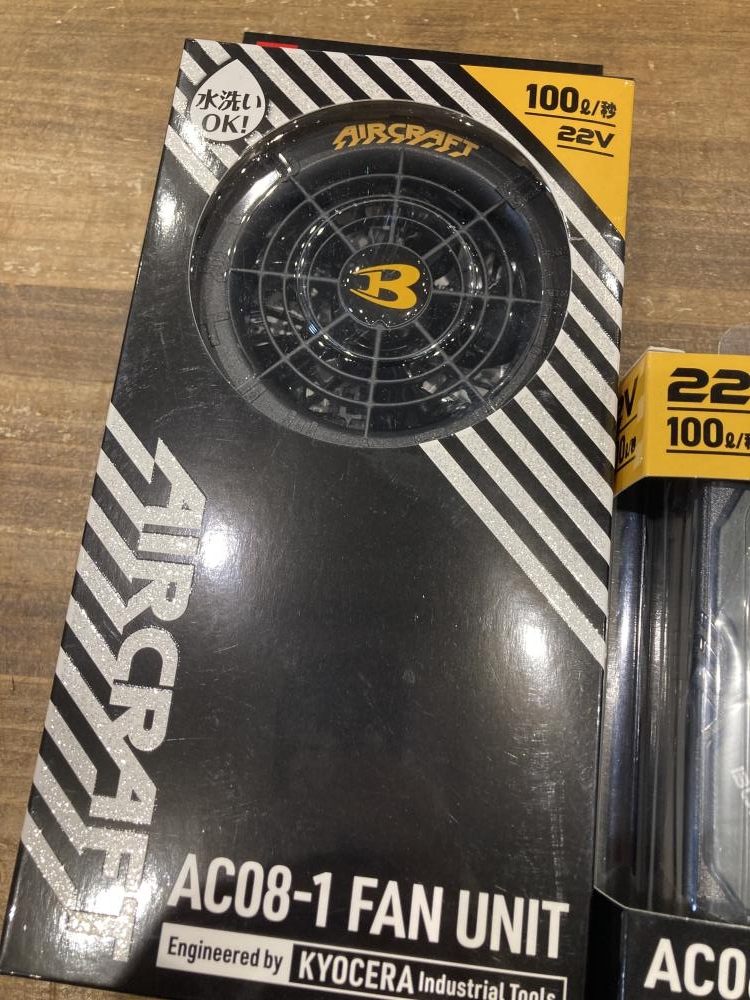 水洗い
OK!
100ℓ/秒
22V
AIRCRAFT
B
AIRCRAFT
AC08-1 FAN UNIT
Engineered by KYOCERA Industrial Tools
22
100ℓ/秒
AC0